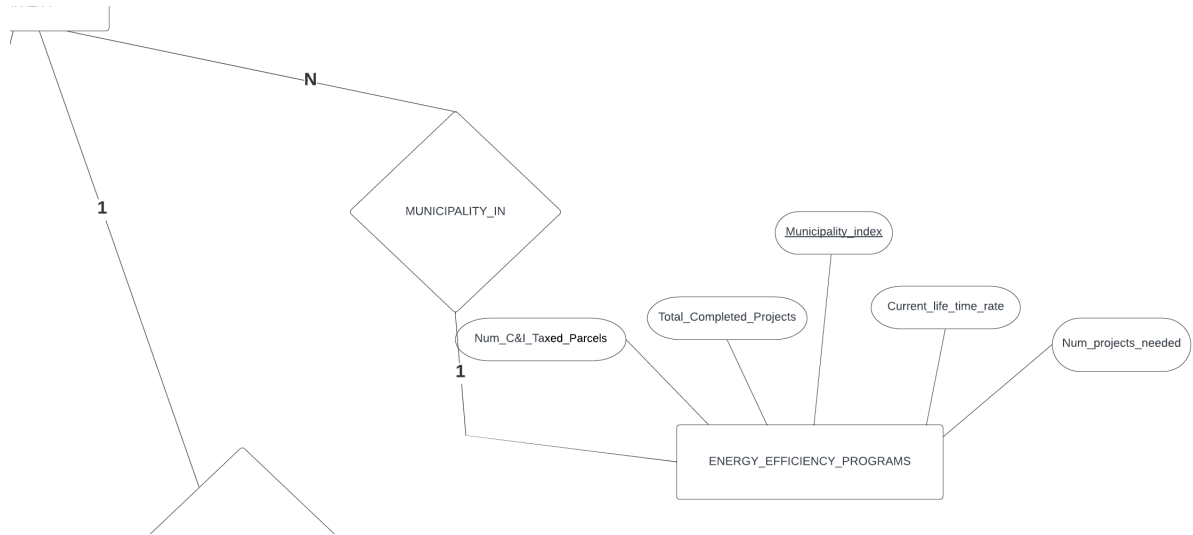 N
1
MUNICIPALITY_IN
Municipality_index
Current_life_time_rate
Total_Completed_Projects
Num_C&I_Taxed_Parcels
Num_projects_needed
1
ENERGY_EFFICIENCY_PROGRAMS